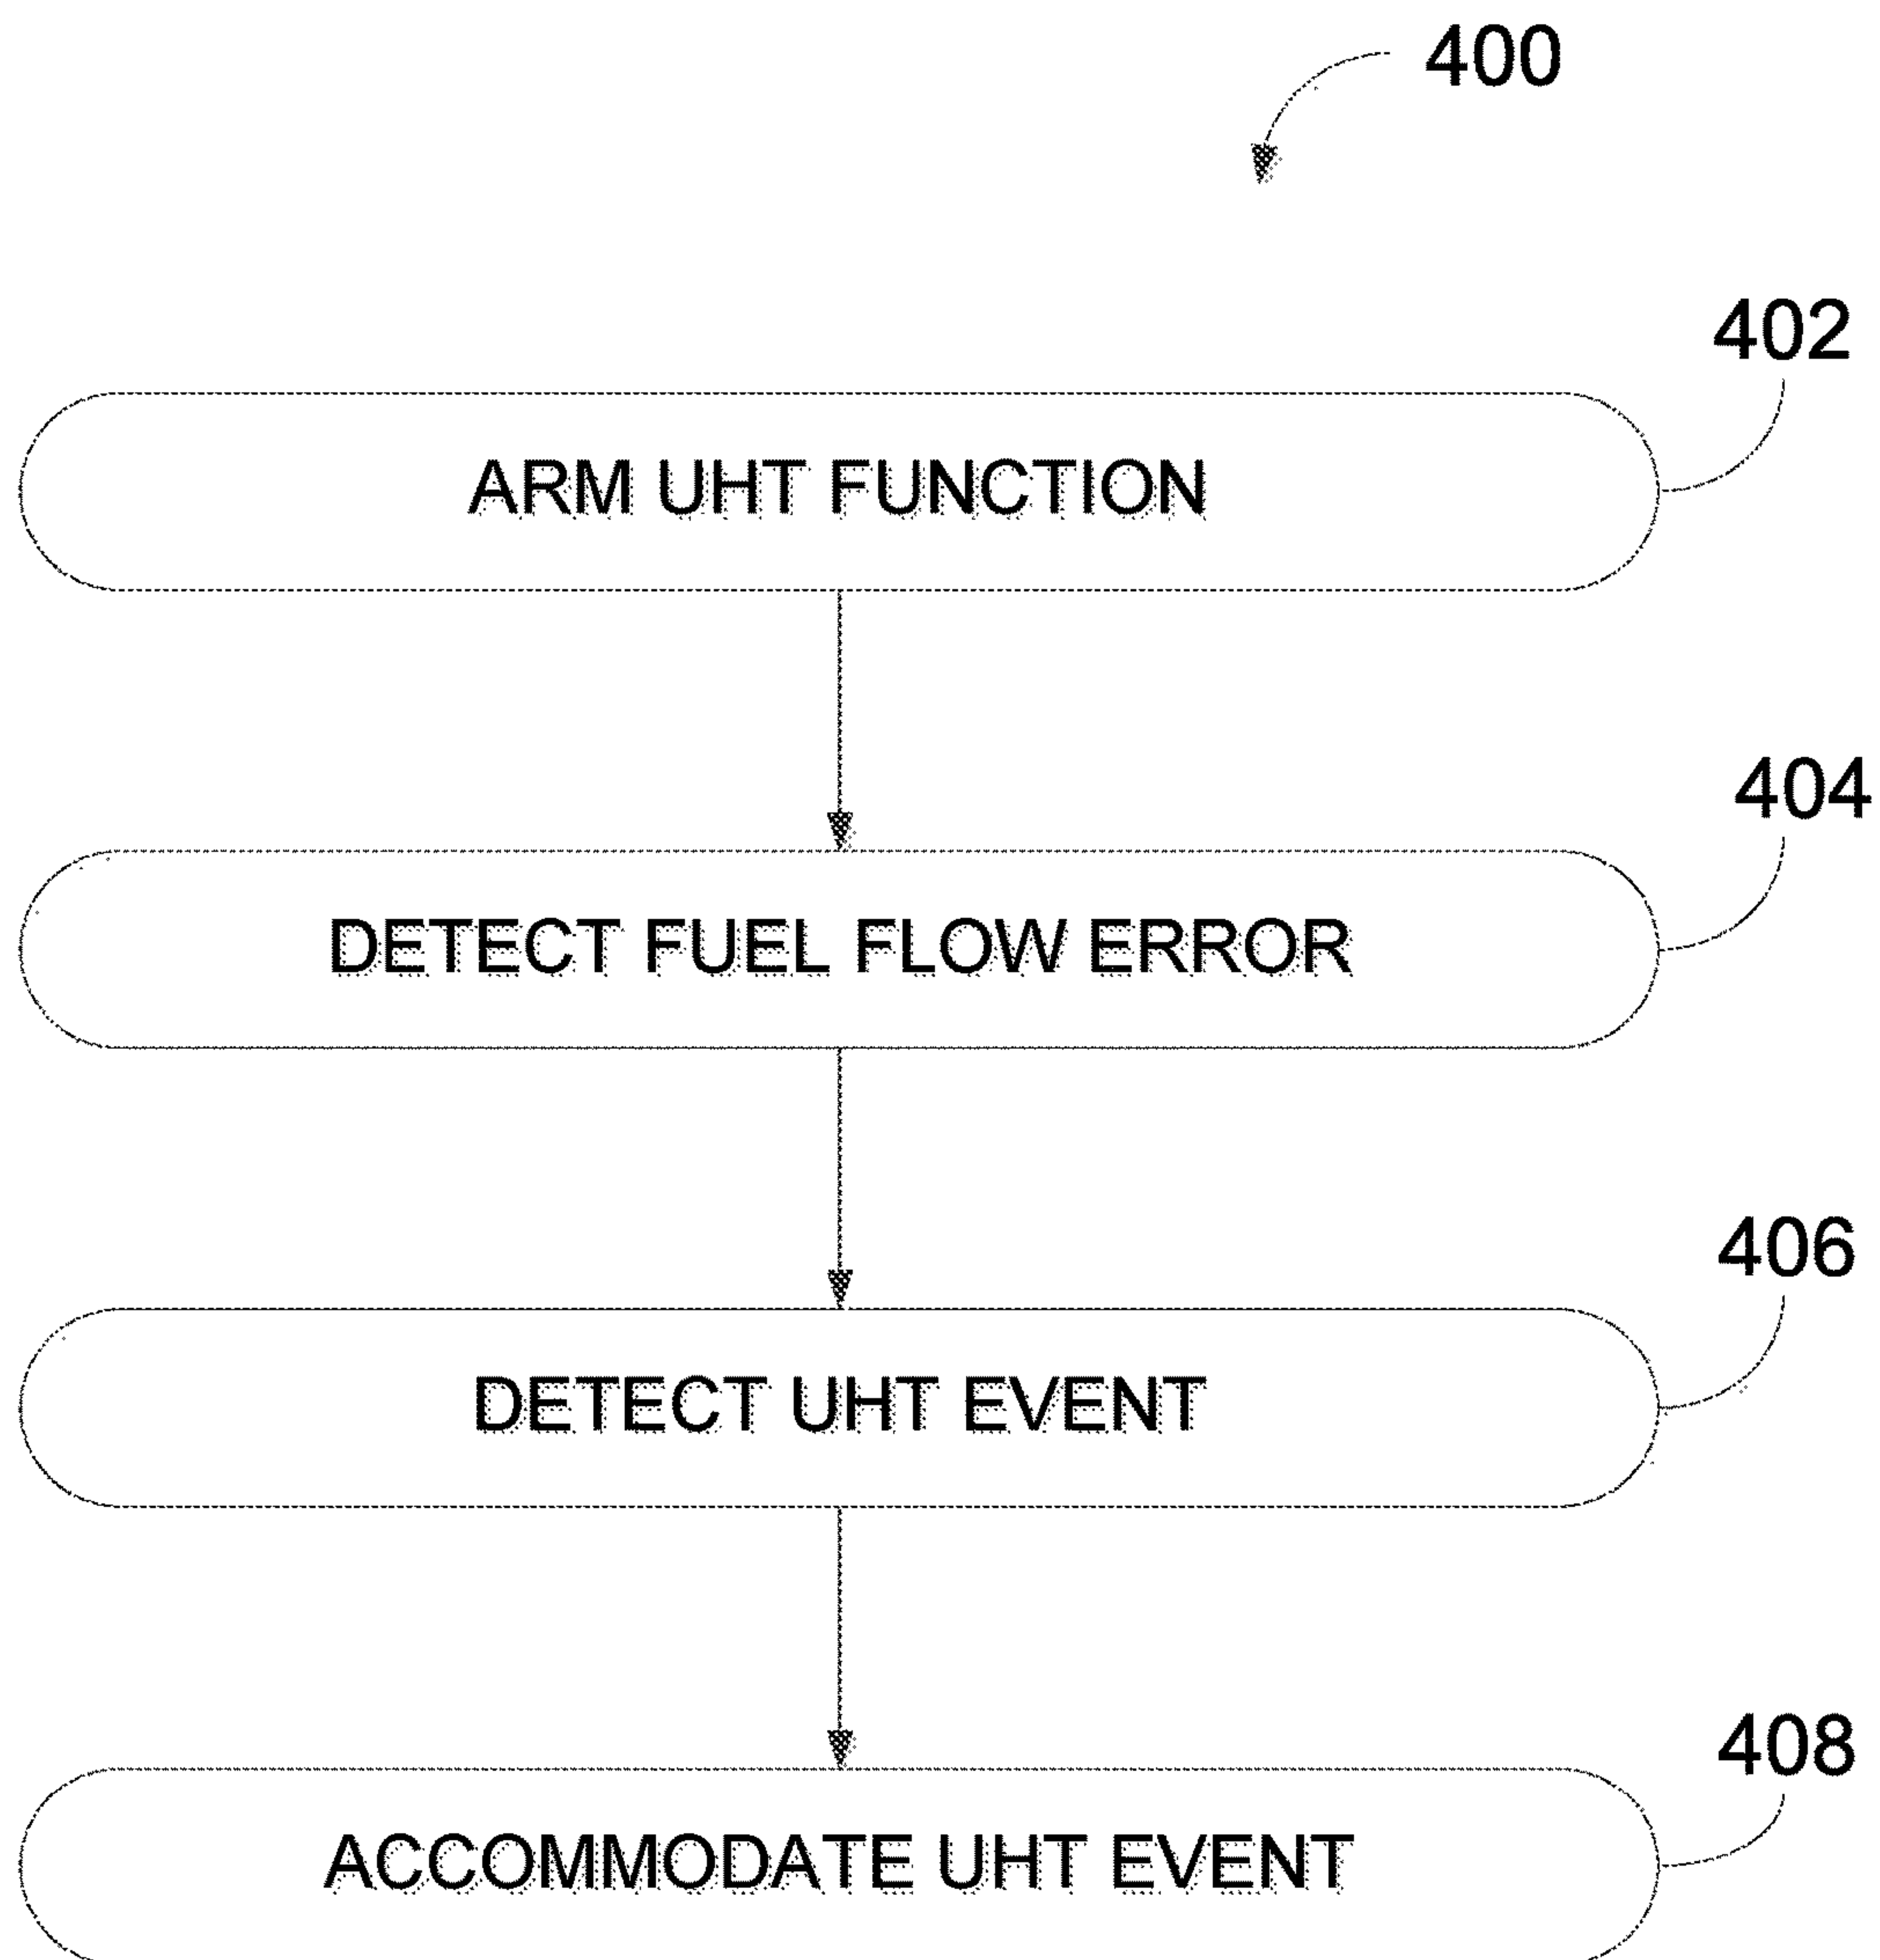 400
402
ARM UHT FUNCTION
404
DETECT FUEL FLOW ERROR
406
DETECT UHT EVENT
408
ACCOMMODATE UHT EVENT